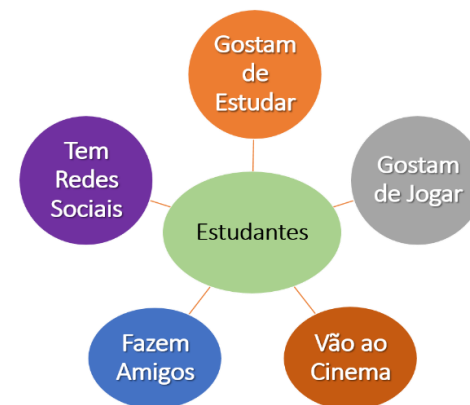 Gostam
de
Estudar
Tem
Redes
Sociais
Gostam
de Jogar
Estudantes
Fazem
Amigos
Vão ao
Cinema